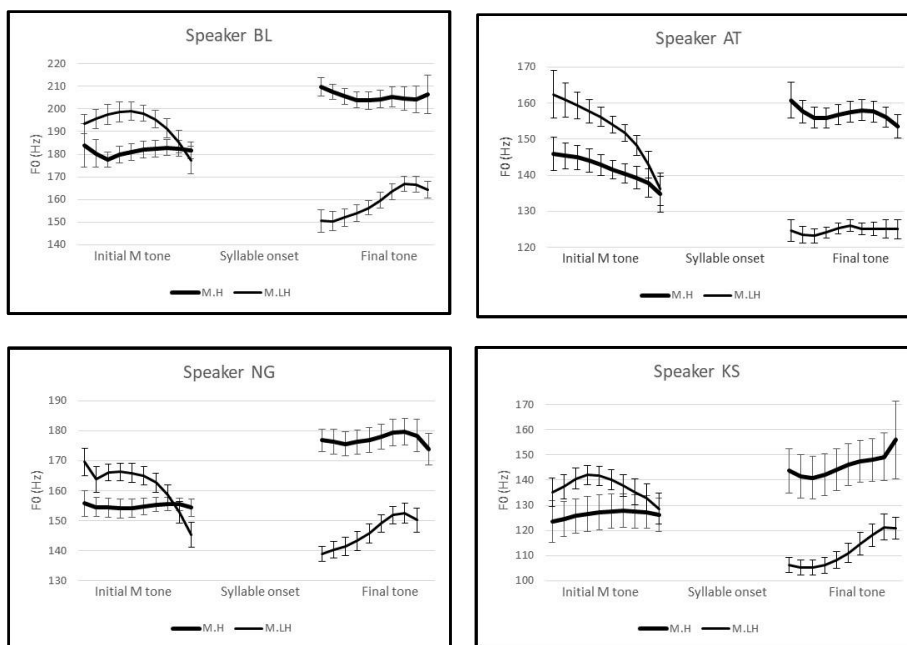 Speaker BL
210
200
190
180
170
160
150
140
F0 (Hz)
Initial M tone Syllable onset Final tone
M.H M.LH
Speaker AT
170
160
150
140
130
120
F0 (Hz)
Initial M tone Syllable onset Final tone
M.H M.LH
Speaker NG
190
180
170
160
150
140
130
F0 (Hz)
Initial M tone Syllable onset Final tone
M.H M.LH
Speaker KS
170
160
150
140
130
120
110
100
F0 (Hz)
Initial M tone Syllable onset Final tone
M.H M.LH